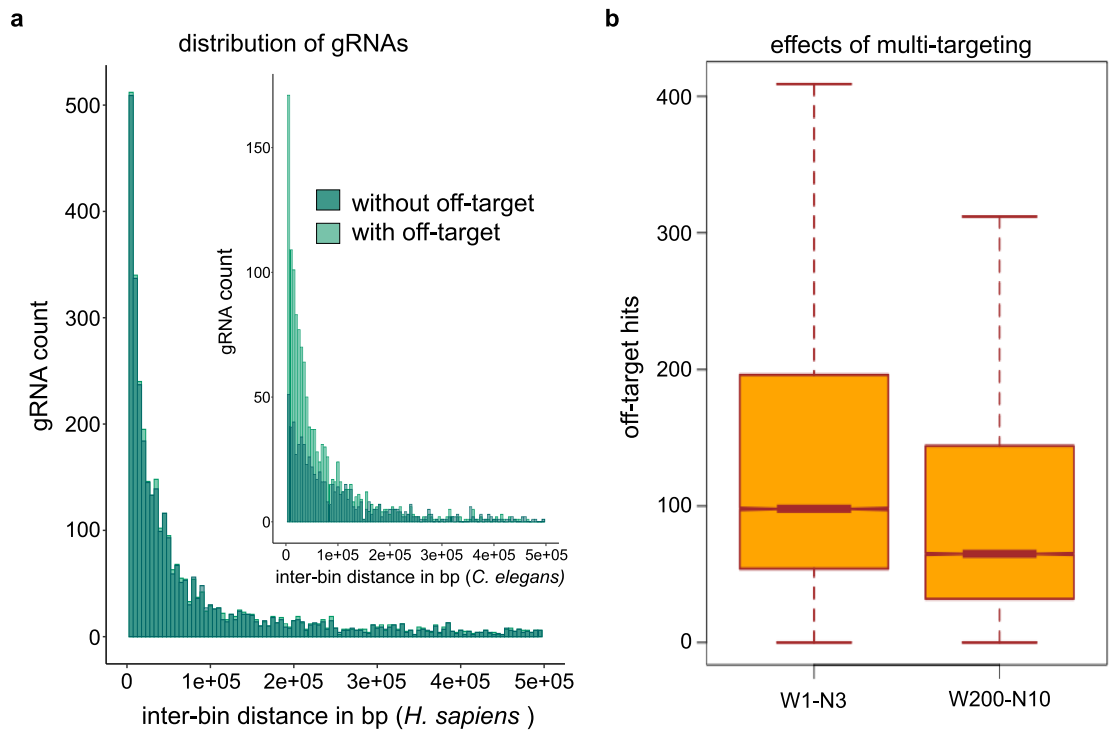 a
distribution of gRNAs
500
400
300
200
100
0
gRNA count
0 1e+05 2e+05 3e+05 4e+05 5e+05
inter-bin distance in bp (H. sapiens )
150
100
50
0
gRNA count
without off-target
with off-target
0 1e+05 2e+05 3e+05 4e+05 5e+05
inter-bin distance in bp (C. elegans)
b
effects of multi-targeting
400
300
200
100
0
off-target hits
W1-N3 W200-N10